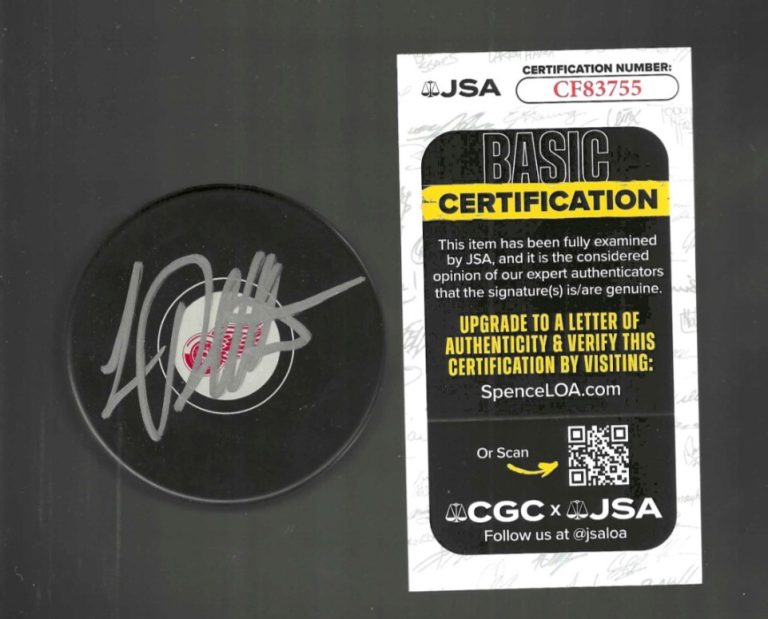 JSA
CERTIFICATION NUMBER:
CF83755
BASIC
CERTIFICATION
This item has been fully examined
by JSA, and it is the considered
opinion of our expert authenticators
that the signature(s) is/are genuine.
UPGRADE TO A LETTER OF
AUTHENTICITY & VERIFY THIS
CERTIFICATION BY VISITING:
SpenceLOA.com
Or Scan
CGC x JSA
Follow us at @jsaloa